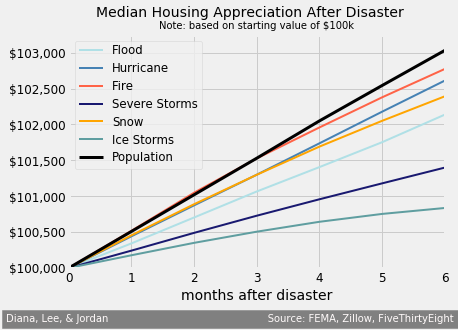 Median Housing Appreciation After Disaster
Note: based on starting value of $100k
$103,000
$102,500
$102,000
$101,500
$101,000
$100,500
$100,000
Flood
Hurricane
Fire
Severe Storms
Snow
Ice Storms
Population
0 1 2 3 4 5 6
months after disaster
Diana, Lee, & Jordan Source: FEMA, Zillow, FiveThirtyEight